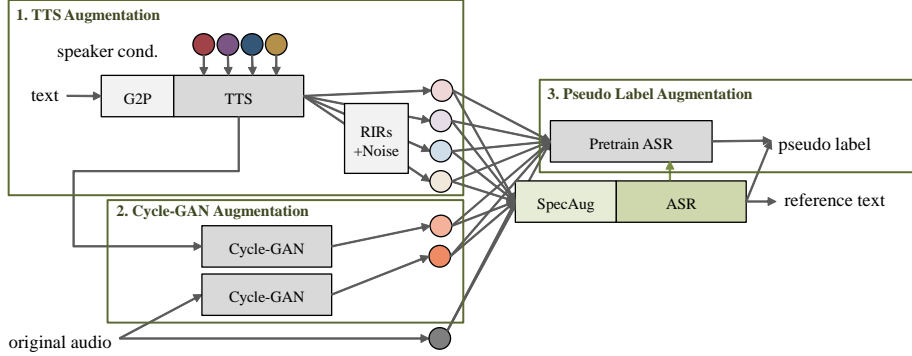 1. TTS Augmentation
speaker cond.
text
G2P
TTS
RIRs
+Noise
3. Pseudo Label Augmentation
Pretrain ASR
pseudo label
SpecAug
ASR
reference text
2. Cycle-GAN Augmentation
Cycle-GAN
Cycle-GAN
original audio